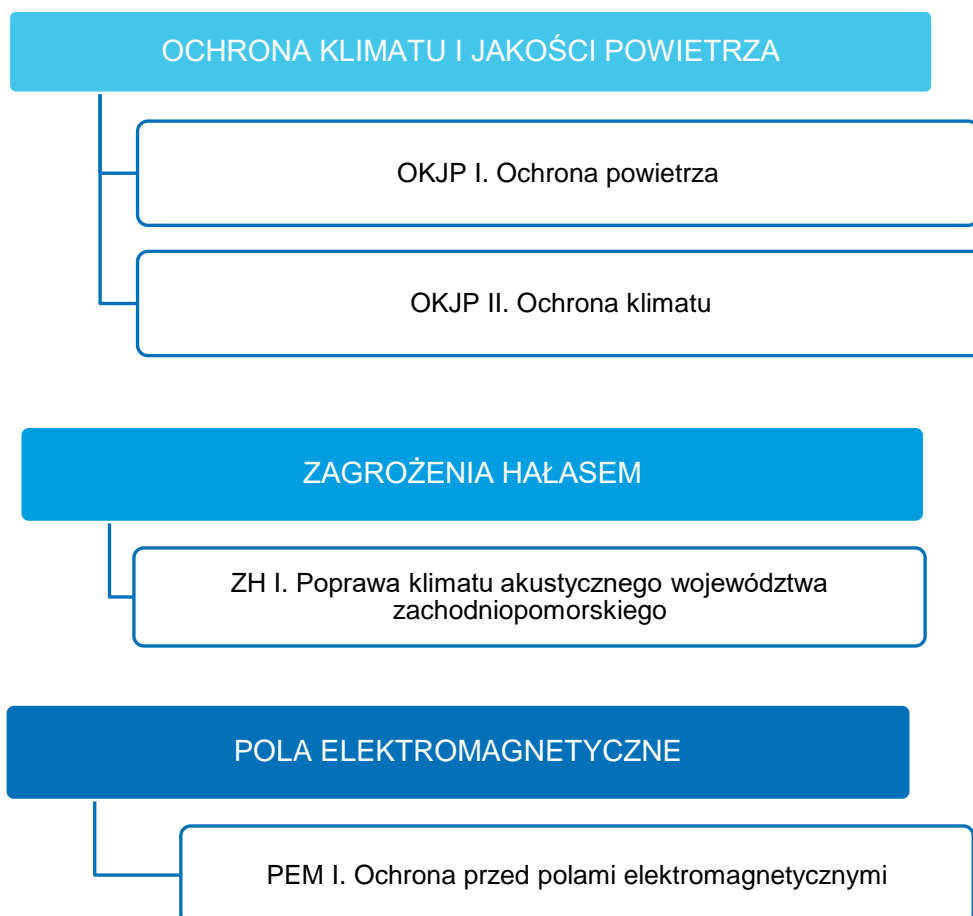 OCHRONA KLIMATU I JAKOŚCI POWIETRZA
OKJP I. Ochrona powietrza
OKJP II. Ochrona klimatu
ZAGROŻENIA HAŁASEM
ZH I. Poprawa klimatu akustycznego województwa
zachodniopomorskiego
POLA ELEKTROMAGNETYCZNE
PEM I. Ochrona przed polami elektromagnetycznymi